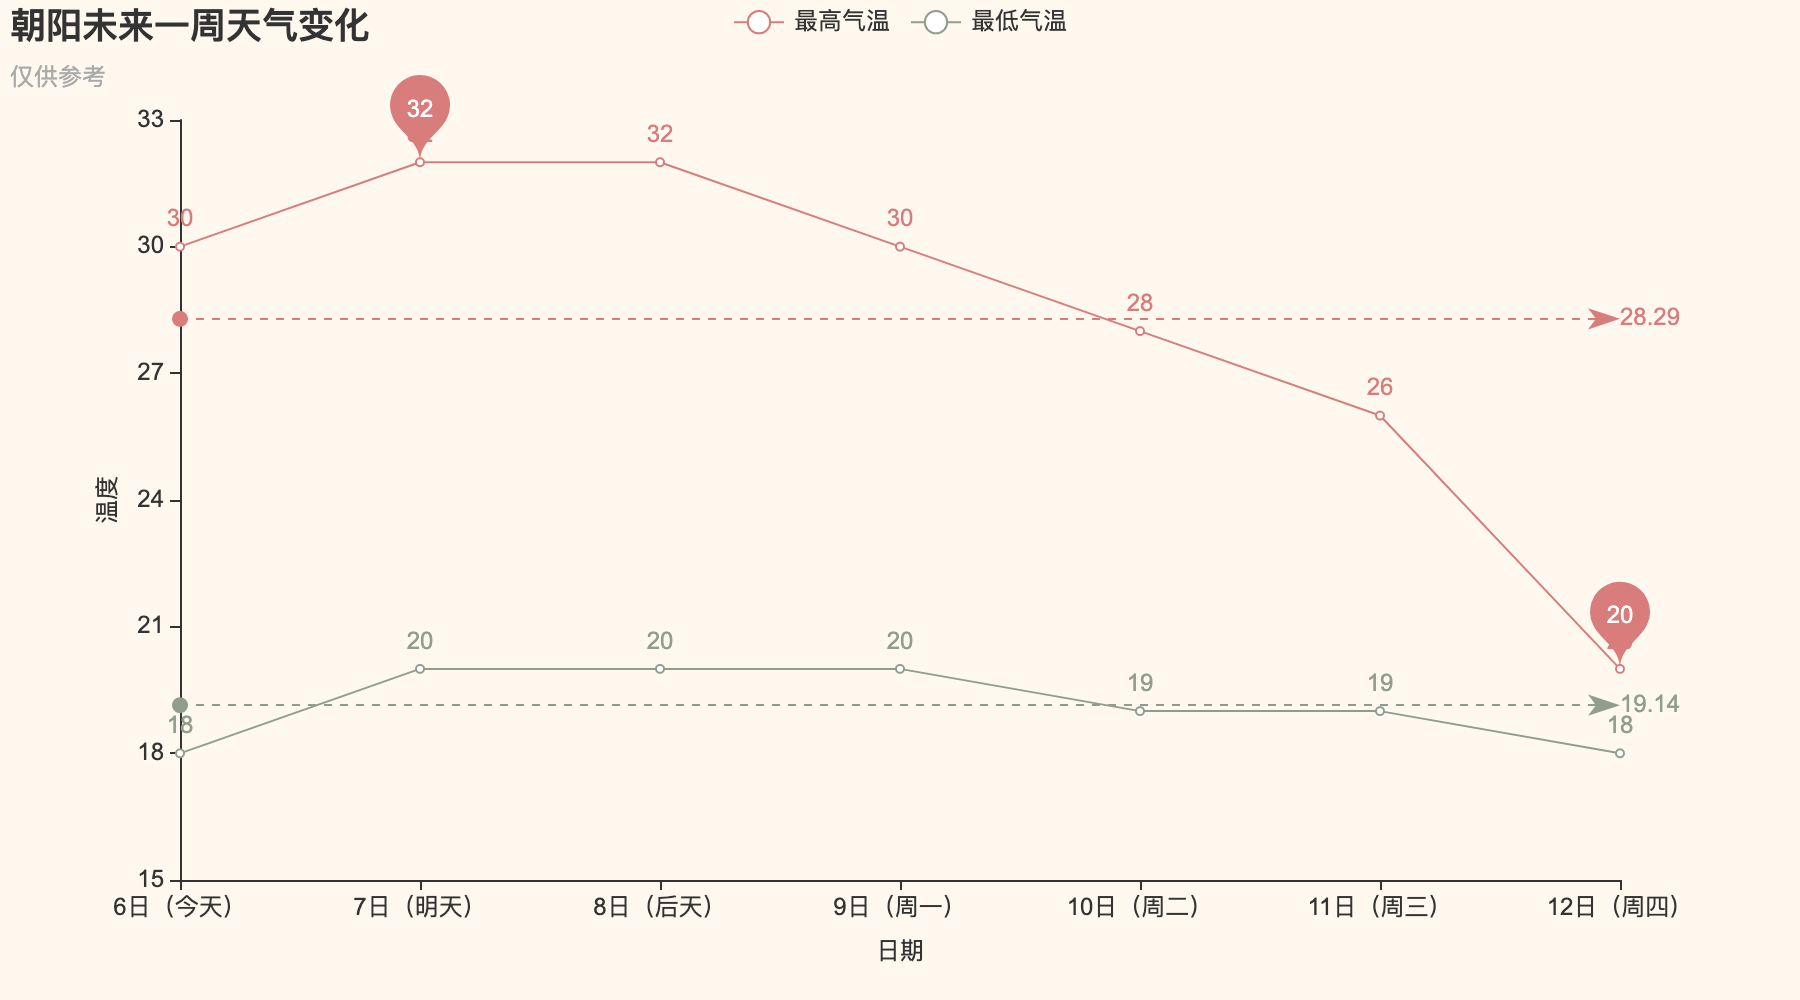 朝阳未来一周天气变化
仅供参考
最高气温
最低气温
温度
33
30
27
24
21
18
15
30
32
32
30
28
26
20
28.29
18
20
20
20
19
19
18
19.14
6日（今天）
7日（明天）
8日（后天）
9日（周一）
10日（周二）
11日（周三）
12日（周四）
日期